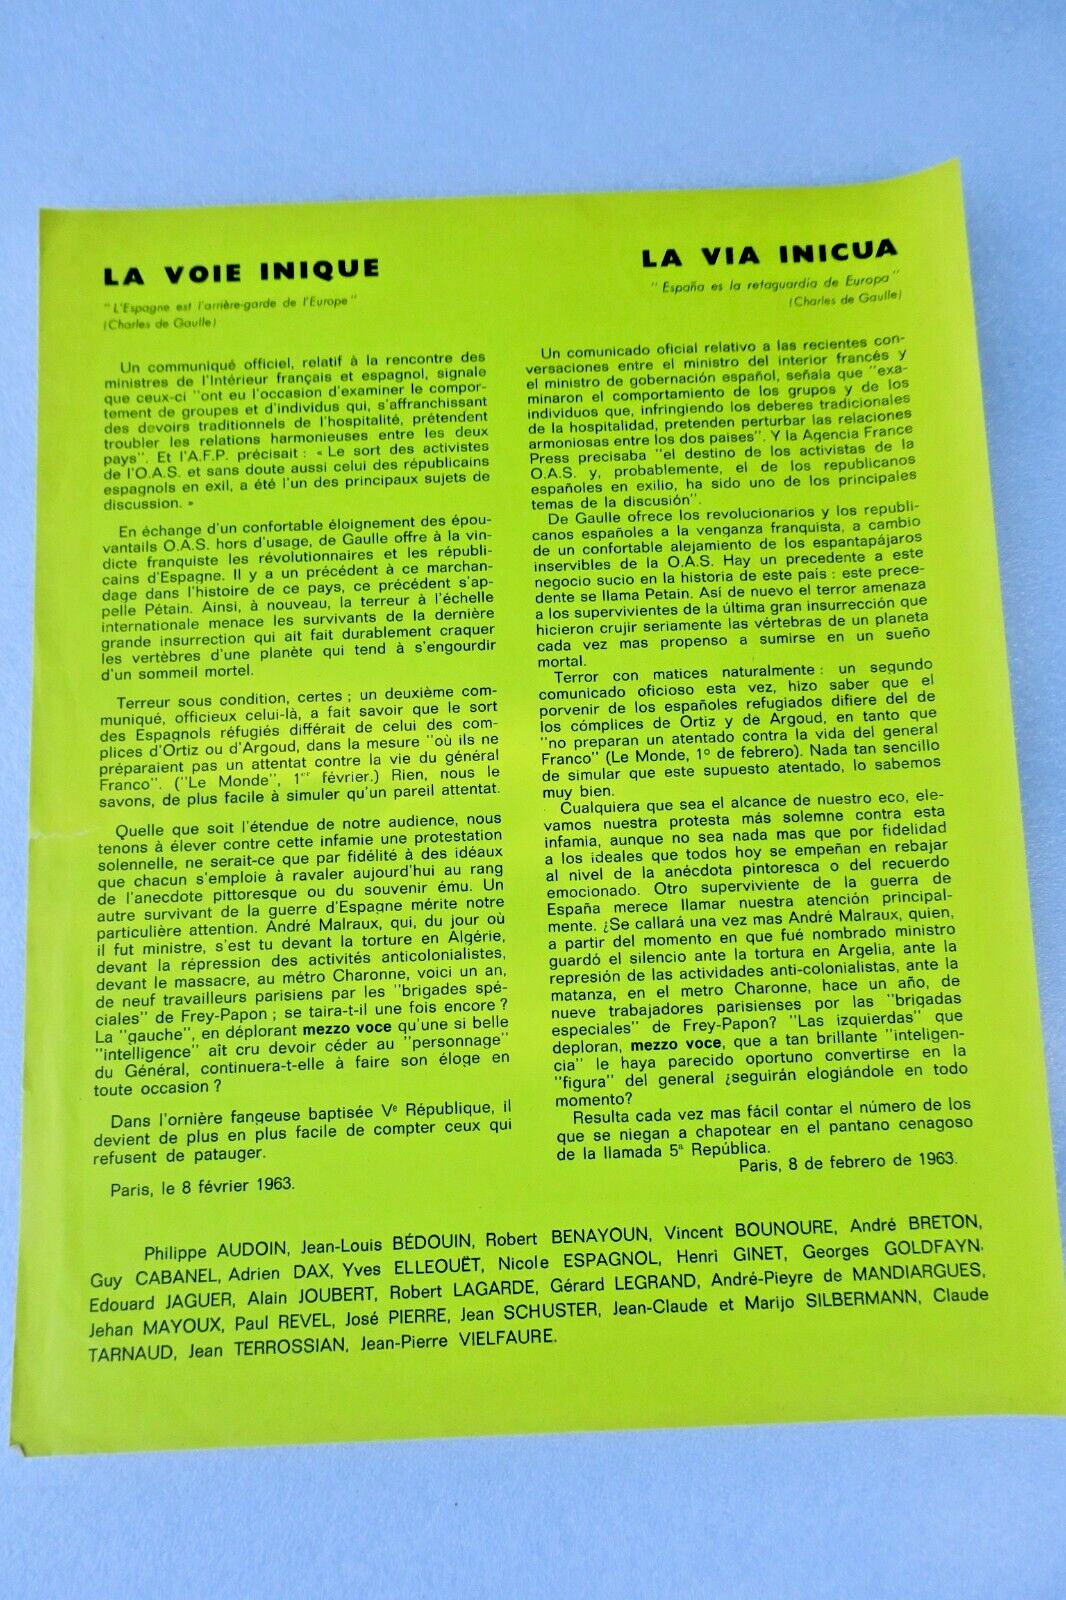 LA VOIE INIQUE
"L'Espagne est l'arrière-garde de l'Europe"
(Charles de Gaulle)
Un communiqué officiel, relatif à la rencontre des
ministres de l'Intérieur français et espagnol, signale
que ceux-ci "ont eu l'occasion d'examiner le compor-
tement de groupes et d'individus qui, s'affranchissant
des devoirs traditionnels de l'hospitalité, prétendent
troubler les relations harmonieuses entre les deux
pays". Et l'A.F.P. précisait : « Le sort des activistes
de l'O.A.S. et sans doute aussi celui des républicains
espagnols en exil, a été l'un des principaux sujets de
discussion. »
En échange d'un confortable éloignement des épou-
vantails O.A.S. hors d'usage, de Gaulle offre à la vin-
dicte franquiste les révolutionnaires et les républi-
cains d'Espagne. Il y a un précédent à ce marchan-
dage dans l'histoire de ce pays, ce précédent s'ap-
pelle Pétain. Ainsi, à nouveau, la terreur à l'échelle
internationale menace les survivants de la dernière
grande insurrection qui ait fait durablement craquer
les vertèbres d'une planète qui tend à s'engourdir
d'un sommeil mortel.
Terreur sous condition, certes ; un deuxième com-
muniqué, officieux celui-là, a fait savoir que le sort
des Espagnols réfugiés différait de celui des com-
plices d'Ortiz ou d'Argoud, dans la mesure "où ils ne
préparaient pas un attentat contre la vie du général
Franco". ("Le Monde", 1er février.) Rien, nous le
savons, de plus facile à simuler qu'un pareil attentat.
Quelle que soit l'étendue de notre audience, nous
tenons à élever contre cette infamie une protestation
solennelle, ne serait-ce que par fidélité à des idéaux
que chacun s'emploie à ravaler aujourd'hui au rang
de l'anecdote pittoresque ou du souvenir ému. Un
autre survivant de la guerre d'Espagne mérite notre
particulière attention. André Malraux, qui, du jour où
il fut ministre, s'est tu devant la torture en Algérie,
devant la répression des activités anticolonialistes,
devant le massacre, au métro Charonne, voici un an,
de neuf travailleurs parisiens par les "brigades spé-
ciales" de Frey-Papon ; se taira-t-il une fois encore ?
La "gauche", en déplorant mezzo voce qu'une si belle
"intelligence" ait cru devoir céder au "personnage"
du Général, continuera-t-elle à faire son éloge en
toute occasion ?
Dans l'ornière fangeuse baptisée Ve République, il
devient de plus en plus facile de compter ceux qui
refusent de patauger.
Paris, le 8 février 1963.
LA VIA INICUA
"España es la retaguardia de Europa"
(Charles de Gaulle)
Un comunicado oficial relativo a las recientes con-
versaciones entre el ministro del interior francés y
el ministro de gobernación español, señala que "exa-
minaron el comportamiento de los grupos y de los
individuos que, infringiendo los deberes tradicionales
de la hospitalidad, pretenden perturbar las relaciones
armoniosas entre los dos paises". Y la Agencia France
Press precisaba "el destino de los activistas de la
O.A.S. y, probablemente, el de los republicanos
españoles en exilio, ha sido uno de los principales
temas de la discusión".
De Gaulle ofrece los revolucionarios y los republi-
canos españoles a la venganza franquista, a cambio
de un confortable alejamiento de los espantapájaros
inservibles de la O.A.S. Hay un precedente a este
negocio sucio en la historia de este país : este prece-
dente se llama Petain. Así de nuevo el terror amenaza
a los supervivientes de la última gran insurrección que
hicieron crujir seriamente las vértebras de un planeta
cada vez mas propenso a sumirse en un sueño
mortal.
Terror con matices naturalmente : un segundo
comunicado oficioso esta vez, hizo saber que el
porvenir de los españoles refugiados difiere del de
los cómplices de Ortiz y de Argoud, en tanto que
"no preparan un atentado contra la vida del general
Franco" (Le Monde, 1o de febrero). Nada tan sencillo
de simular que este supuesto atentado, lo sabemos
muy bien.
Cualquiera que sea el alcance de nuestro eco, ele-
vamos nuestra protesta más solemne contra esta
infamia, aunque no sea nada mas que por fidelidad
a los ideales que todos hoy se empeñan en rebajar
al nivel de la anécdota pintoresca o del recuerdo
emocionado. Otro superviviente de la guerra de
España merece llamar nuestra atención principal-
mente. ¿Se callará una vez mas André Malraux, quien,
a partir del momento en que fué nombrado ministro
guardó el silencio ante la tortura en Argelia, ante la
represión de las actividades anti-colonialistas, ante la
matanza, en el metro Charonne, hace un año, de
nueve trabajadores parisienses por las "brigadas
especiales" de Frey-Papon? "Las izquierdas" que
deploran, mezzo voce, que a tan brillante "inteligen-
cia" le haya parecido oportuno convertirse en la
"figura" del general ¿seguirán elogiándole en todo
momento?
Resulta cada vez mas fácil contar el número de los
que se niegan a chapotear en el pantano cenagoso
de la llamada 5a República.
Paris, 8 de febrero de 1963.
Philippe AUDOIN, Jean-Louis BÉDOUIN, Robert BENAYOUN, Vincent BOUNOURE, André BRETON,
Guy CABANEL, Adrien DAX, Yves ELLEOUËT, Nicole ESPAGNOL, Henri GINET, Georges GOLDFAYN,
Edouard JAGUER, Alain JOUBERT, Robert LAGARDE, Gérard LEGRAND, André-Pieyre de MANDIARGUES,
Jehan MAYOUX, Paul REVEL, José PIERRE, Jean SCHUSTER, Jean-Claude et Marijo SILBERMANN, Claude
TARNAUD, Jean TERROSSIAN, Jean-Pierre VIELFAURE.